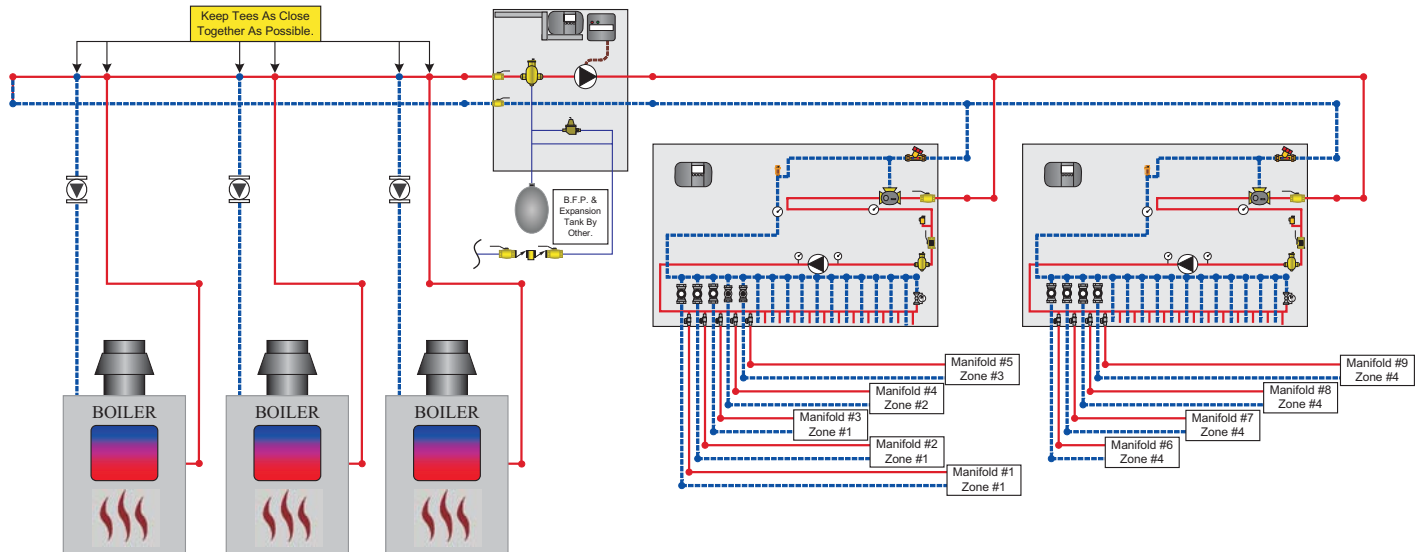 Keep Tees As Close
Together As Possible.
B.F.P. &
Expansion
Tank By
Other.
BOILER
BOILER
BOILER
Manifold #5
Zone #3
Manifold #4
Zone #2
Manifold #3
Zone #1
Manifold #2
Zone #1
Manifold #1
Zone #1
Manifold #9
Zone #4
Manifold #8
Zone #4
Manifold #7
Zone #4
Manifold #6
Zone #4